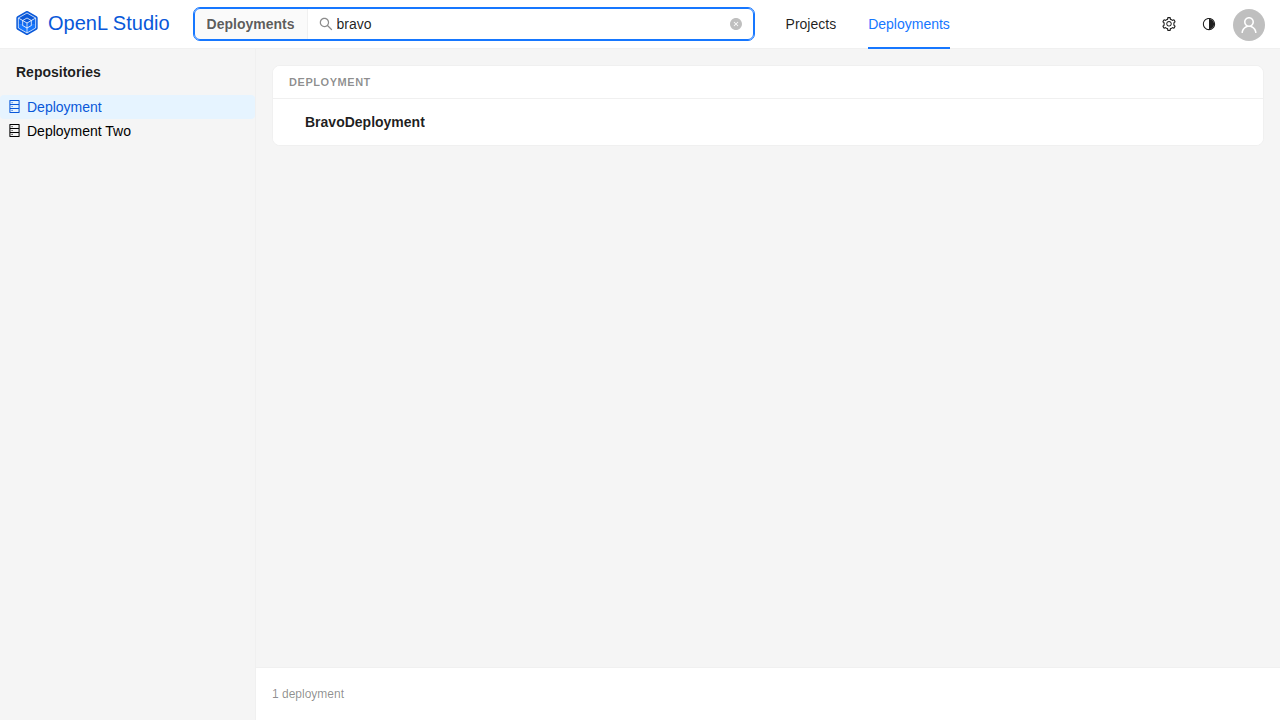 OpenL Studio
Deployments
bravo
Projects
Deployments
Repositories
Deployment
Deployment Two
DEPLOYMENT
BravoDeployment
1 deployment